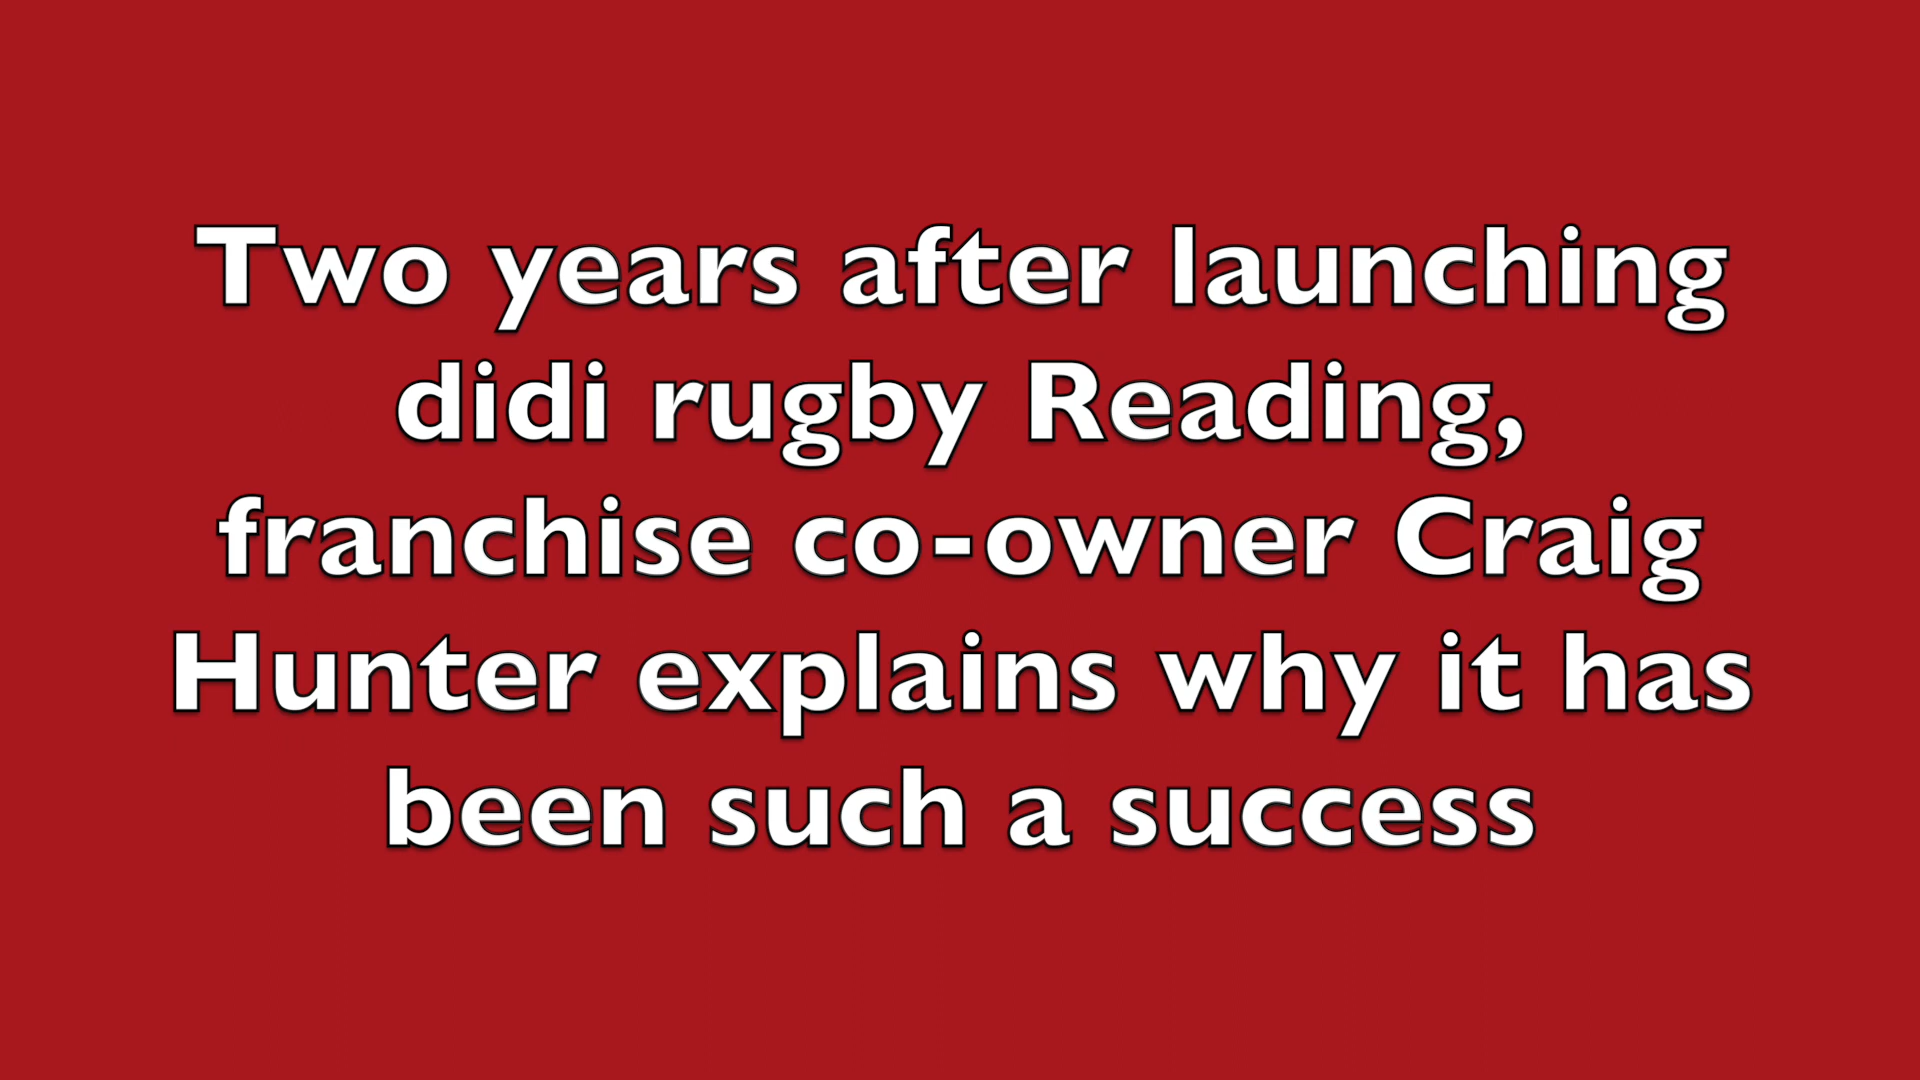 Two years after launching
didi rugby Reading,
franchise co-owner Craig
Hunter explains why it has
been such a success